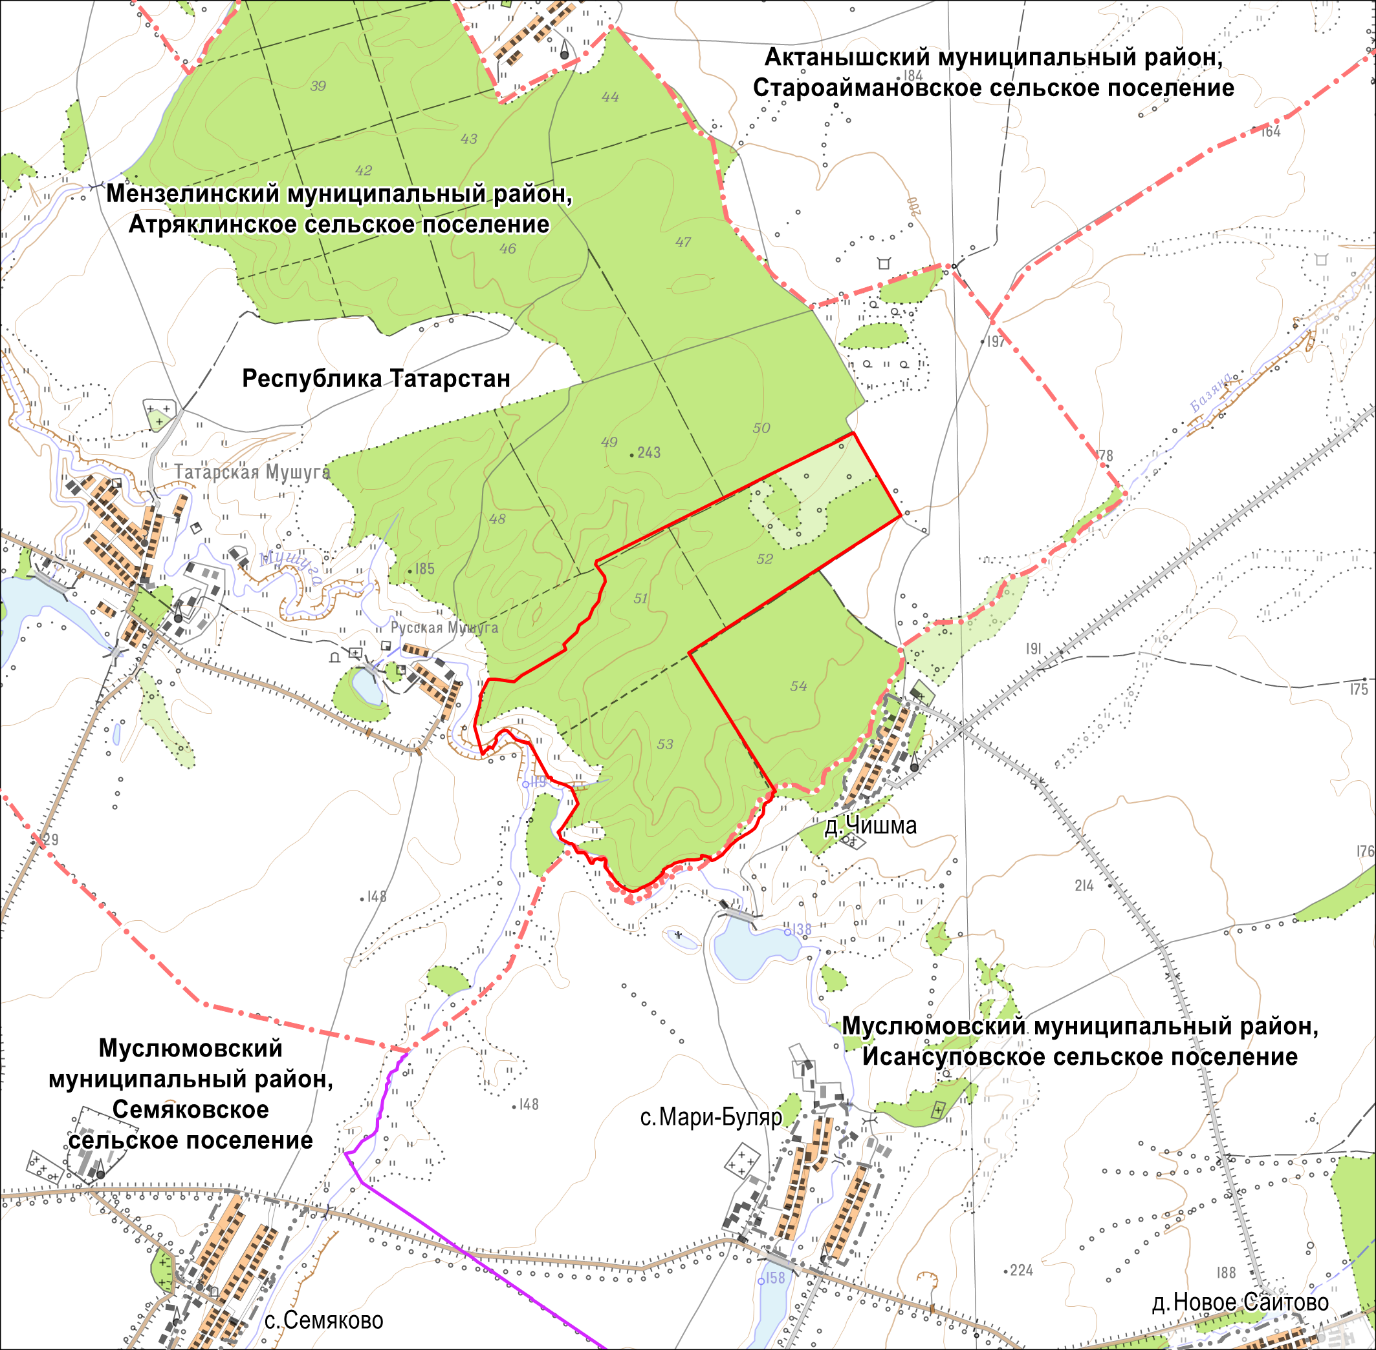 39
44
Актанышский муниципальный район,
184
Староаймановское сельское поселение
43
164
42
Мензелинский муниципальный район,
200
Атряклинское сельское поселение
46
47
197
Республика Татарстан
Базяна
50
49
243
178
Татарская Мушуга
48
Мушуга
185
52
51
Русская Мушуга
191
54
175
53
119
д.Чишма
129
176
214
148
138
Муслюмовский муниципальный район,
Исансуповское сельское поселение
Муслюмовский
муниципальный район,
Семяковское
сельское поселение
148
с.Мари-Буляр
224
188
158
д.Новое Саитово
с.Семяково